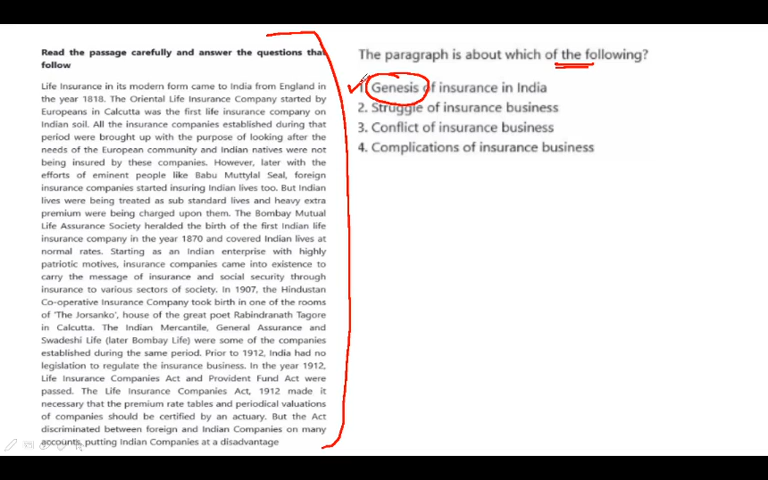 Read the passage carefully and answer the questions that
follow
Life Insurance in its modern form came to India from England in
the year 1818. The Oriental Life Insurance Company started by
Europeans in Calcutta was the first life insurance company on
Indian soil. All the insurance companies established during that
period were brought up with the purpose of looking after the
needs of the European community and Indian natives were not
being insured by these companies. However, later with the
efforts of eminent people like Babu Muttylal Seal, foreign
insurance companies started insuring Indian lives too. But Indian
lives were being treated as sub standard lives and heavy extra
premium were being charged upon them. The Bombay Mutual
Life Assurance Society heralded the birth of the first Indian life
insurance company in the year 1870 and covered Indian lives at
normal rates. Starting as an Indian enterprise with highly
patriotic motives, insurance companies came into existence to
carry the message of insurance and social security through
insurance to various sectors of society. In 1907, the Hindustan
Co-operative Insurance Company took birth in one of the rooms
of 'The Jorsanko', house of the great poet Rabindranath Tagore
in Calcutta. The Indian Mercantile, General Assurance and
Swadeshi Life (later Bombay Life) were some of the companies
established during the same period. Prior to 1912, India had no
legislation to regulate the insurance business. In the year 1912,
Life Insurance Companies Act and Provident Fund Act were
passed. The Life Insurance Companies Act, 1912 made it
necessary that the premium rate tables and periodical valuations
of companies should be certified by an actuary. But the Act
discriminated between foreign and Indian Companies on many
accounts, putting Indian Companies at a disadvantage
The paragraph is about which of the following?
1. Genesis of insurance in India
2. Struggle of insurance business
3. Conflict of insurance business
4. Complications of insurance business